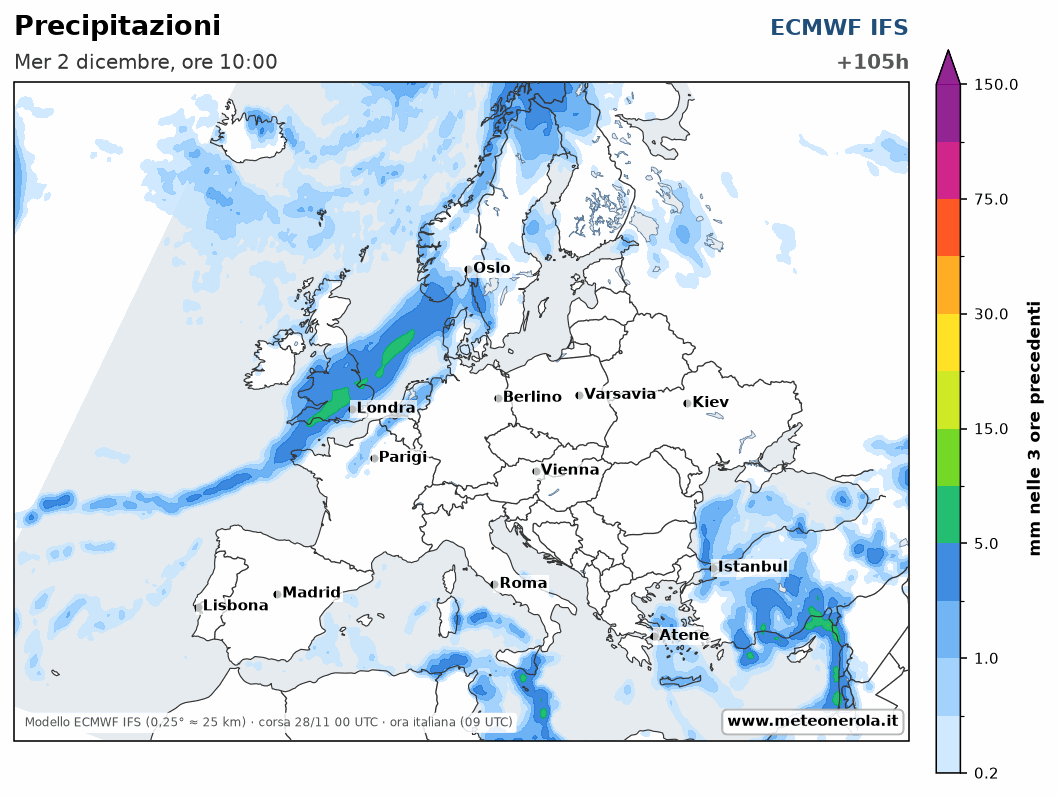 Precipitazioni
ECMWF IFS
Mer 2 dicembre, ore 10:00
+105h
150.0
75.0
30.0
15.0
5.0
1.0
0.2
mm nelle 3 ore precedenti
Oslo
Berlino
Varsavia
Kiev
Londra
Parigi
Vienna
Istanbul
Roma
Madrid
Lisbona
Atene
Modello ECMWF IFS (0,25° ≈ 25 km) · corsa 28/11 00 UTC · ora italiana (09 UTC)
www.meteonerola.it